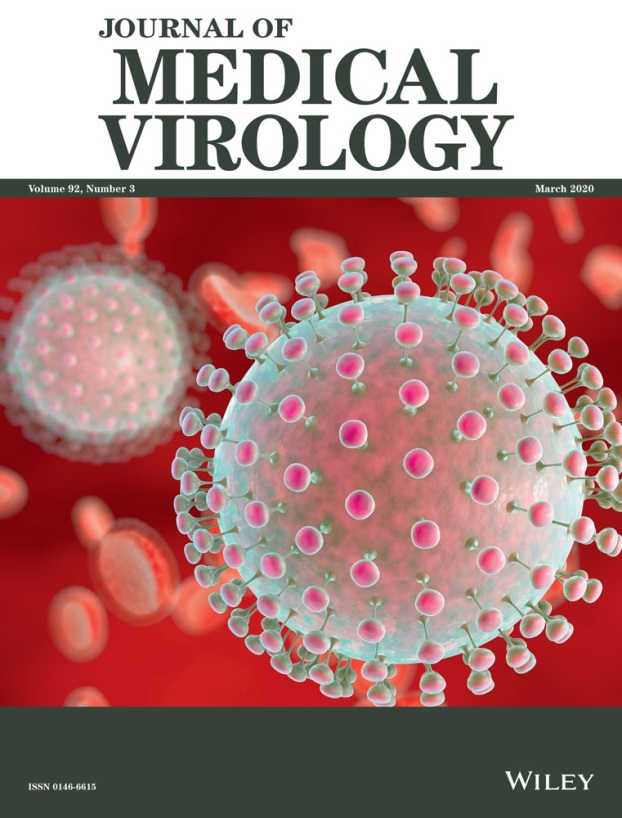 JOURNAL OF
MEDICAL
VIROLOGY
Volume 92, Number 3
March 2020
ISSN 0146-6615
WILEY